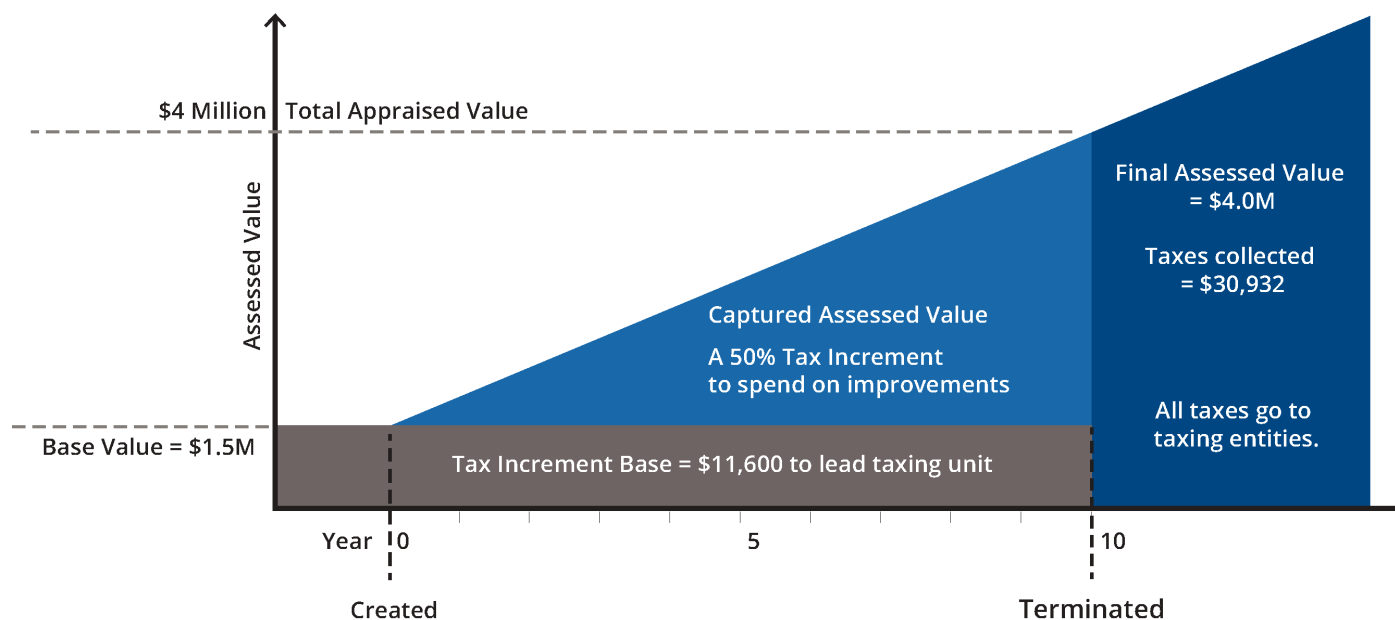 $4 Million
Total Appraised Value
Assessed Value
Final Assessed Value
= $4.0M
Taxes collected
= $30,932
Captured Assessed Value
A 50% Tax Increment
to spend on improvements
All taxes go to
taxing entities.
Base Value = $1.5M
Tax Increment Base = $11,600 to lead taxing unit
Year 0 5 10
Created
Terminated